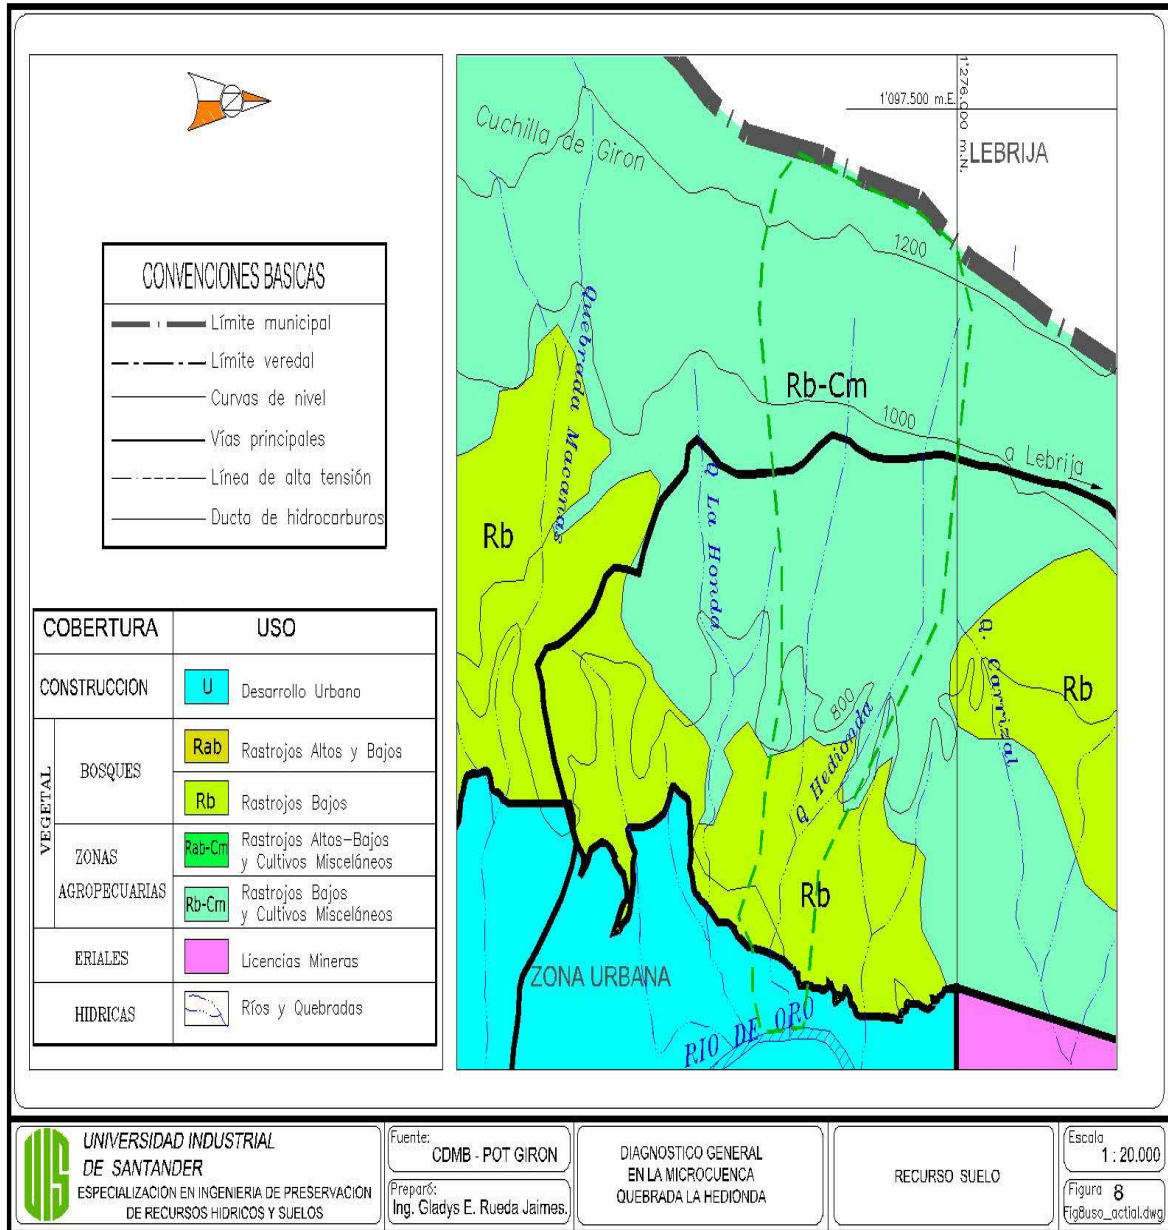 CONVENCIONES BASICAS
Límite municipal
Límite veredal
Curvas de nivel
Vías principales
Línea de alta tensión
Ducto de hidrocarburos
COBERTURA
USO
CONSTRUCCION
U
Desarrollo Urbano
VEGETAL
BOSQUES
Rab
Rastrojos Altos y Bajos
Rb
Rastrojos Bajos
ZONAS
AGROPECUARIAS
Rab-Cm
Rastrojos Altos-Bajos
y Cultivos Misceláneos
Rb-Cm
Rastrojos Bajos
y Cultivos Misceláneos
ERIALES
Licencias Mineras
HIDRICAS
Ríos y Quebradas
1'097.500 m.E.
1'276.000 m.N.
LEBRIJA
Cuchilla de Giron
1200
Quebrada Macanas
Rb-Cm
1000
a Lebrija
Q La Honda
Rb
Q. Carrizal
Rb
800
Q Hedionda
Rb
ZONA URBANA
RIO DE ORO
UIS
UNIVERSIDAD INDUSTRIAL
DE SANTANDER
ESPECIALIZACIÓN EN INGENIERIA DE PRESERVACIÓN
DE RECURSOS HIDRICOS Y SUELOS
Fuente:
CDMB - POT GIRON
Preparó:
Ing. Gladys E. Rueda Jaimes.
DIAGNOSTICO GENERAL
EN LA MICROCUENCA
QUEBRADA LA HEDIONDA
RECURSO SUELO
Escala
1 : 20.000
Figura 8
Fig8uso_actial.dwg